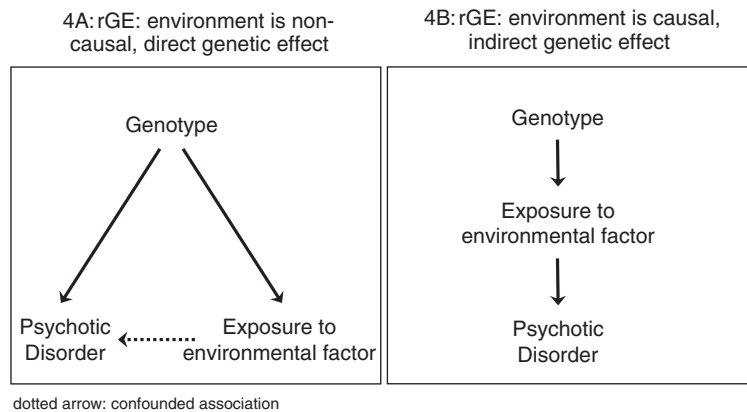 4A: rGE: environment is non-
causal, direct genetic effect
Genotype
Psychotic
Disorder
Exposure to
environmental factor
4B: rGE: environment is causal,
indirect genetic effect
Genotype
Exposure to
environmental factor
Psychotic
Disorder
dotted arrow: confounded association